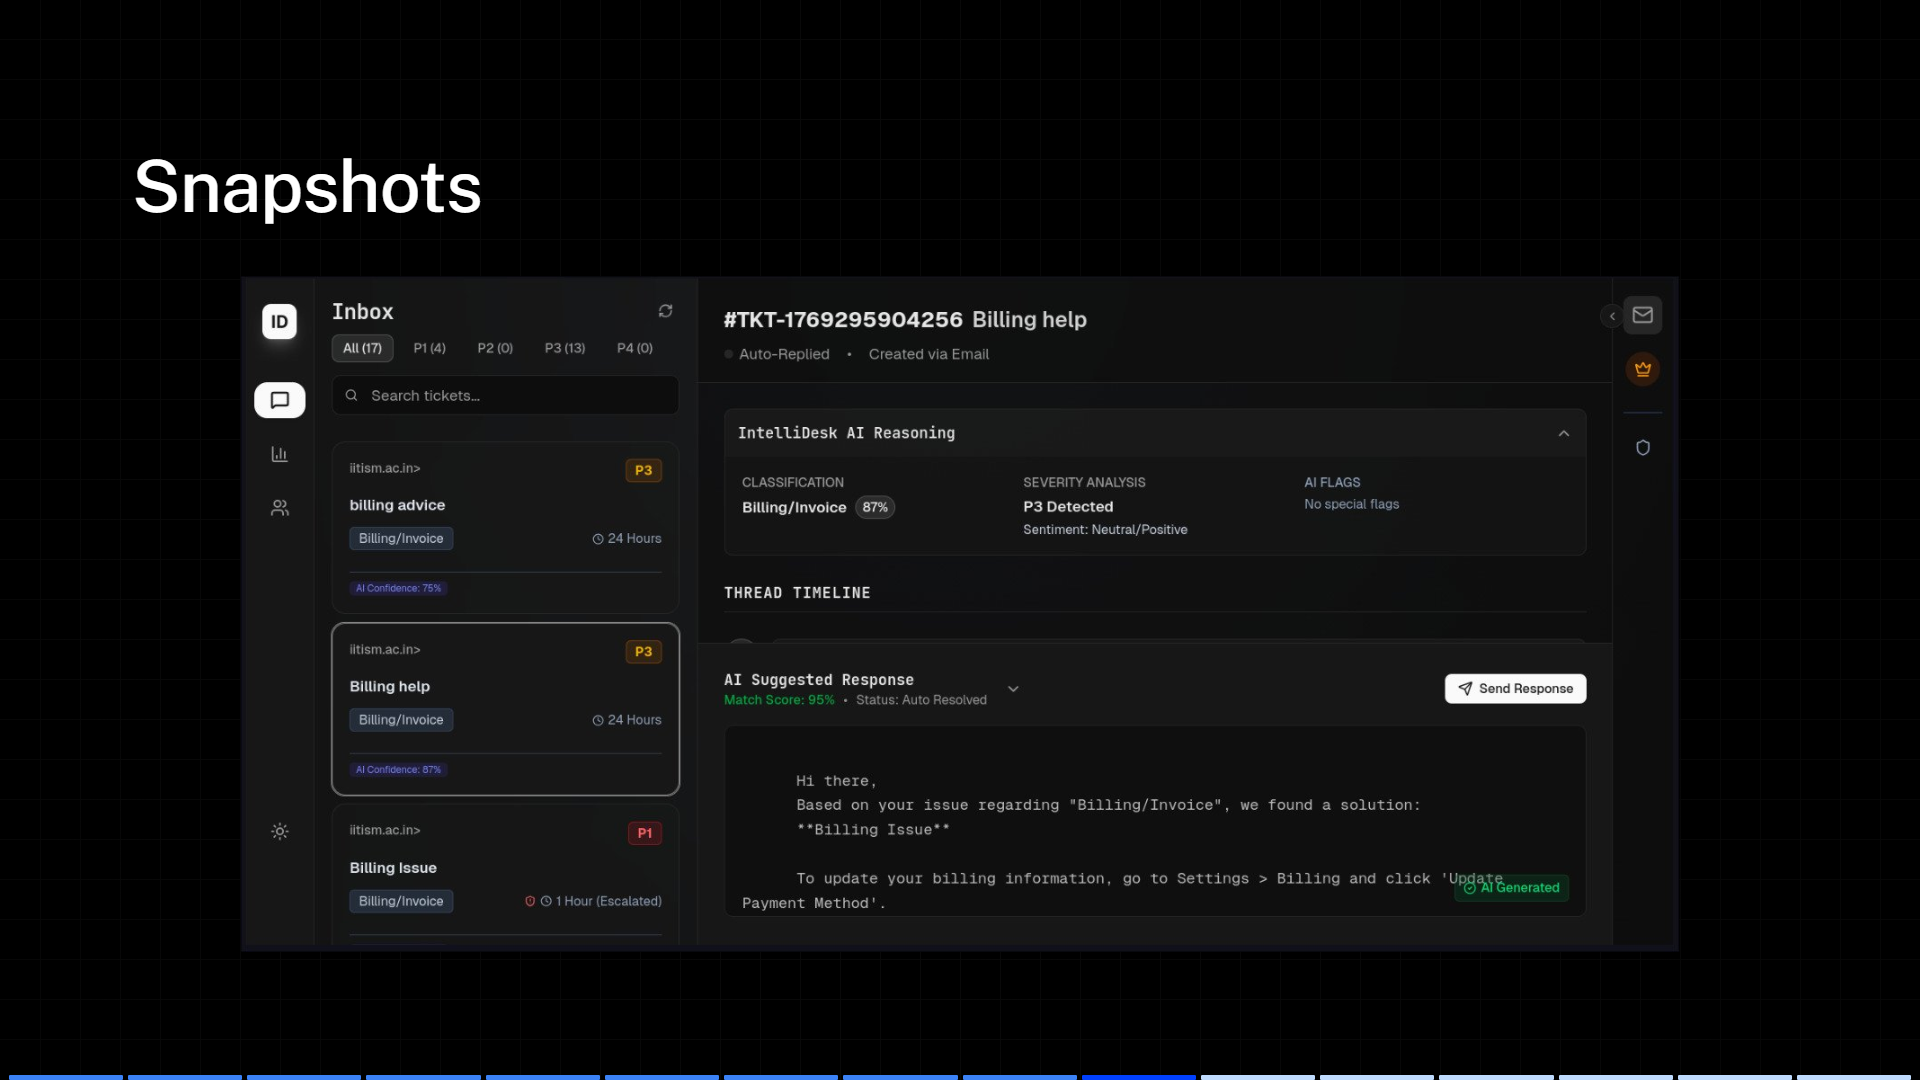 Snapshots
ID
Inbox
All (17) P1 (4) P2 (0) P3 (13) P4 (0)
Search tickets...
iitism.ac.in> P3
billing advice
Billing/Invoice 24 Hours
AI Confidence: 75%
iitism.ac.in> P3
Billing help
Billing/Invoice 24 Hours
AI Confidence: 87%
iitism.ac.in> P1
Billing Issue
Billing/Invoice 1 Hour (Escalated)
#TKT-1769295904256 Billing help
Auto-Replied • Created via Email
IntelliDesk AI Reasoning
CLASSIFICATION
Billing/Invoice 87%
SEVERITY ANALYSIS
P3 Detected
Sentiment: Neutral/Positive
AI FLAGS
No special flags
THREAD TIMELINE
AI Suggested Response
Match Score: 95% • Status: Auto Resolved
Send Response
Hi there,
Based on your issue regarding "Billing/Invoice", we found a solution:
**Billing Issue**
To update your billing information, go to Settings > Billing and click 'Update
Payment Method'.
AI Generated